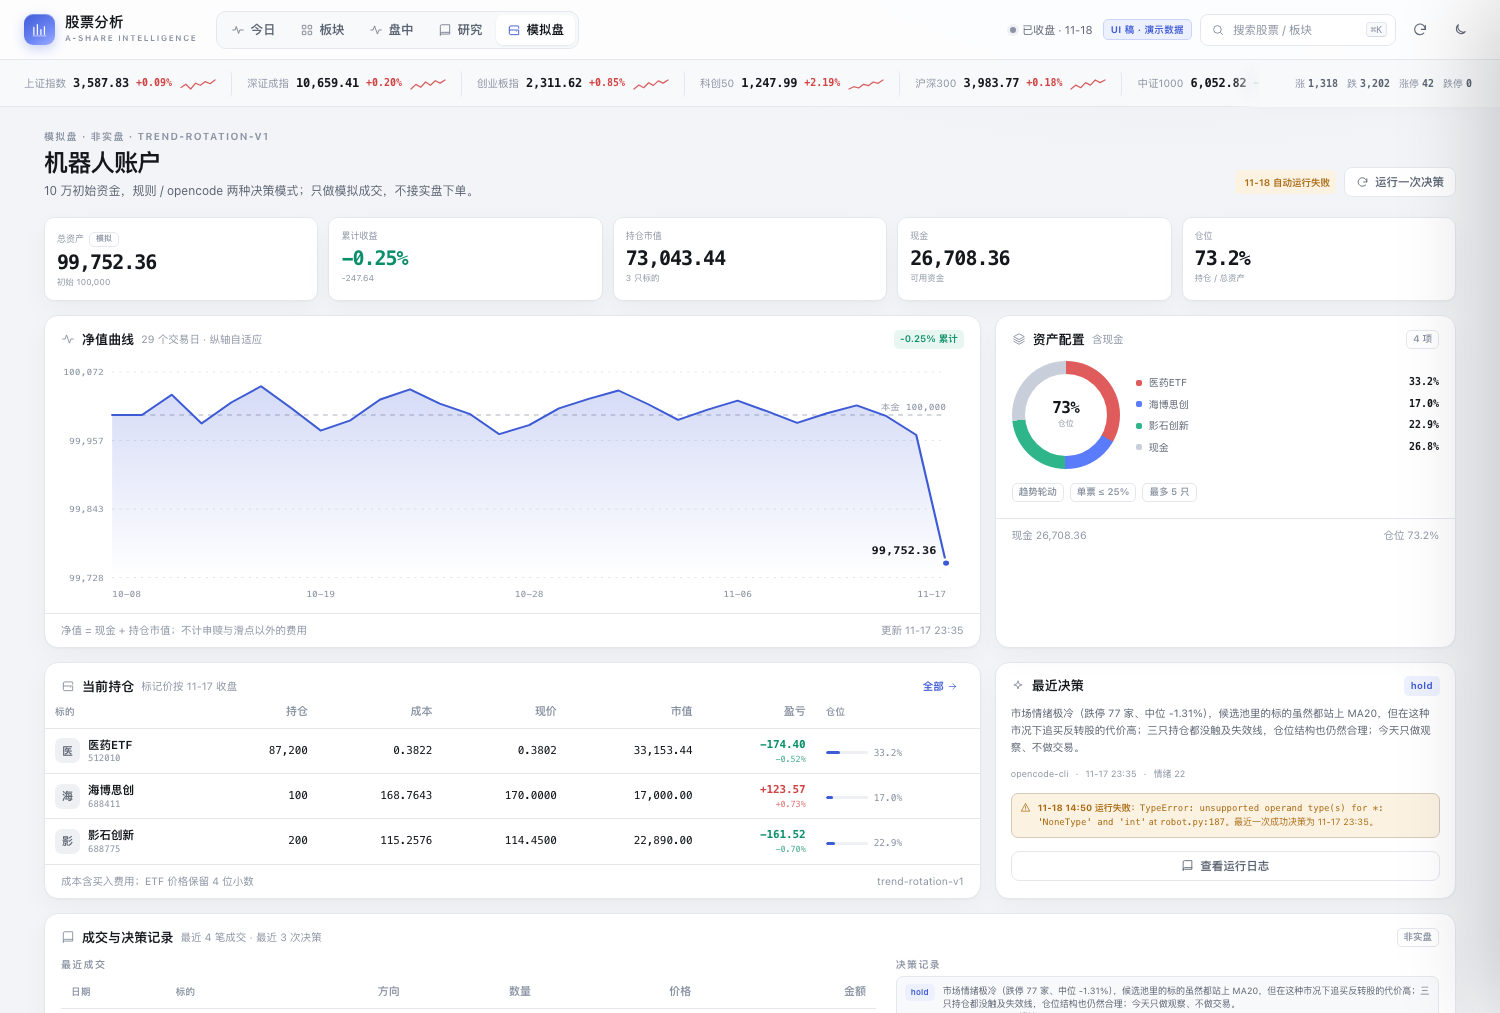 股票分析
A-SHARE INTELLIGENCE
今日 板块 盘中 研究 模拟盘
已收盘 · 11-18 UI 稿 · 演示数据 搜索股票 / 板块 ⌘K
上证指数 3,587.83 +0.09% 深证成指 10,659.41 +0.20% 创业板指 2,311.62 +0.85% 科创50 1,247.99 +2.19% 沪深300 3,983.77 +0.18% 中证1000 6,052.82 涨 1,318 跌 3,202 涨停 42 跌停 0
模拟盘 · 非实盘 · TREND-ROTATION-V1
机器人账户
10 万初始资金，规则 / opencode 两种决策模式；只做模拟成交，不接实盘下单。
11-18 自动运行失败 运行一次决策
总资产 模拟
99,752.36
初始 100,000
累计收益
−0.25%
-247.64
持仓市值
73,043.44
3 只标的
现金
26,708.36
可用资金
仓位
73.2%
持仓 / 总资产
净值曲线 29 个交易日 · 纵轴自适应 -0.25% 累计
100,072
本金 100,000
99,957
99,843
99,752.36
99,728
10−08 10−19 10−28 11−06 11−17
净值 = 现金 + 持仓市值；不计申赎与滑点以外的费用 更新 11-17 23:35
资产配置 含现金 4 项
73%
仓位
医药ETF 33.2%
海博思创 17.0%
影石创新 22.9%
现金 26.8%
趋势轮动 单票 ≤ 25% 最多 5 只
现金 26,708.36 仓位 73.2%
当前持仓 标记价按 11-17 收盘 全部 →
标的 持仓 成本 现价 市值 盈亏 仓位
医 医药ETF 87,200 0.3822 0.3802 33,153.44 −174.40 33.2%
512010 −0.52%
海 海博思创 100 168.7643 170.0000 17,000.00 +123.57 17.0%
688411 +0.73%
影 影石创新 200 115.2576 114.4500 22,890.00 −161.52 22.9%
688775 −0.70%
成本含买入费用；ETF 价格保留 4 位小数 trend-rotation-v1
最近决策 hold
市场情绪极冷（跌停 77 家、中位 -1.31%），候选池里的标的虽然都站上 MA20，但在这种
市况下追买反转股的代价高；三只持仓都没触及失效线，仓位结构也仍然合理；今天只做观
察、不做交易。
opencode-cli · 11-17 23:35 · 情绪 22
11-18 14:50 运行失败：TypeError: unsupported operand type(s) for *:
'NoneType' and 'int' at robot.py:187。最近一次成功决策为 11-17 23:35。
查看运行日志
成交与决策记录 最近 4 笔成交 · 最近 3 次决策 非实盘
最近成交
日期 标的 方向 数量 价格 金额
决策记录
hold 市场情绪极冷（跌停 77 家、中位 -1.31%），候选池里的标的虽然都站上 MA20，但在这种市况下追买反转股的代价高；三
只持仓都没触及失效线，仓位结构也仍然合理；今天只做观察、不做交易。